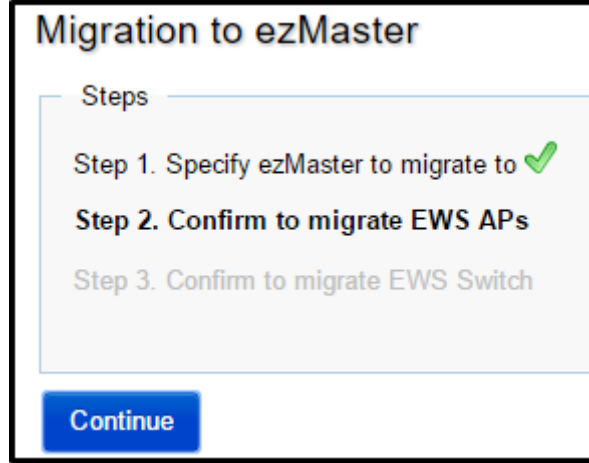 Migration to ezMaster
Steps
Step 1. Specify ezMaster to migrate to
Step 2. Confirm to migrate EWS APs
Step 3. Confirm to migrate EWS Switch
Continue